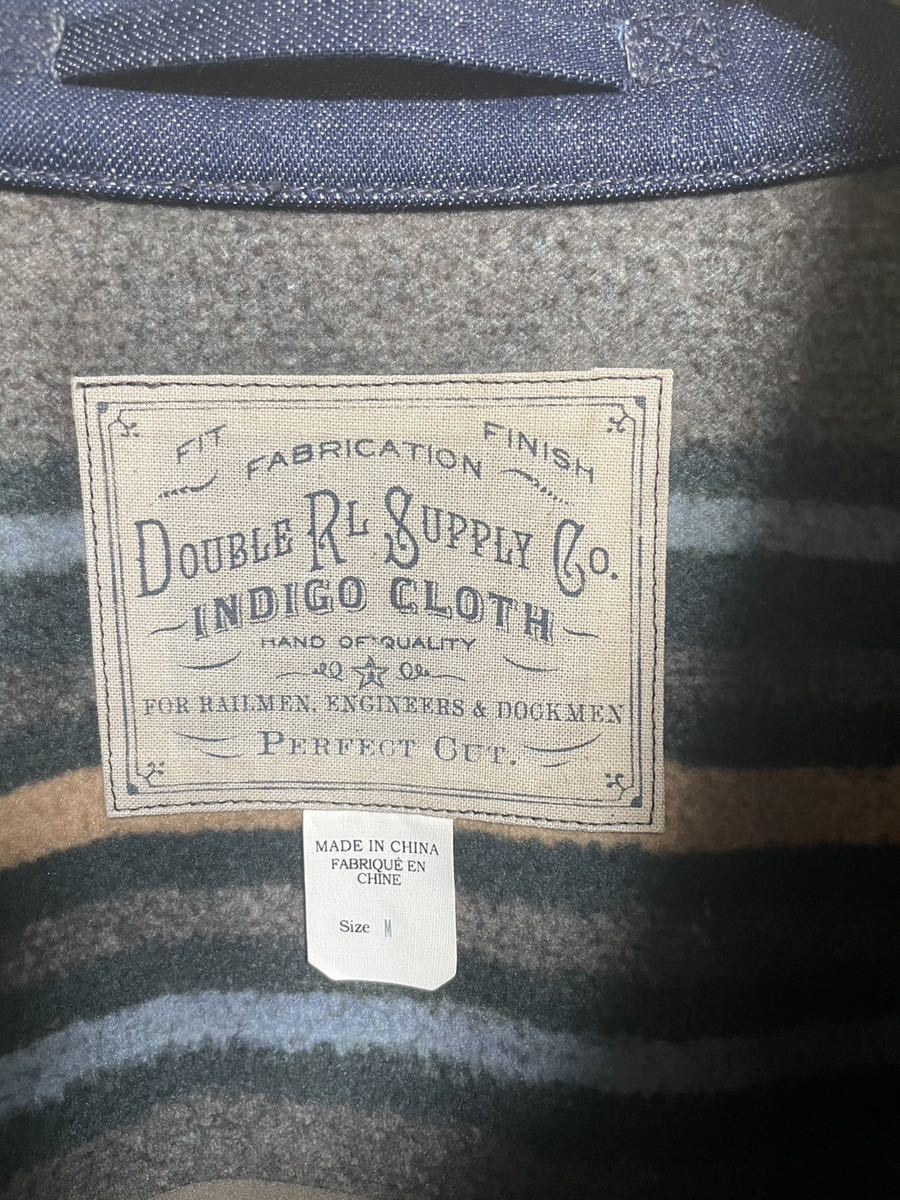 FIT FABRICATION FINISH
DOUBLE RL SUPPLY CO.
INDIGO CLOTH
HAND OF QUALITY
FOR RAILMEN, ENGINEERS & DOCKMEN
PERFECT CUT.
MADE IN CHINA
FABRIQUÉ EN
CHINE
Size M